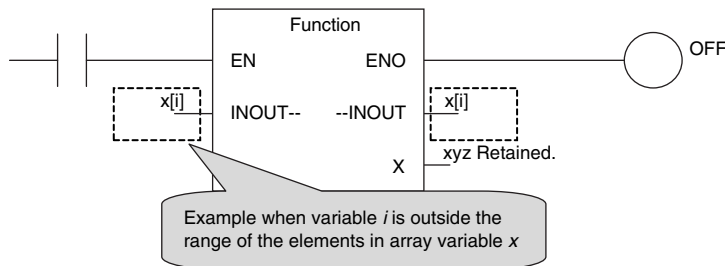 Function
EN ENO OFF
x[i] INOUT-- --INOUT x[i]
X xyz Retained.
Example when variable i is outside the
range of the elements in array variable x